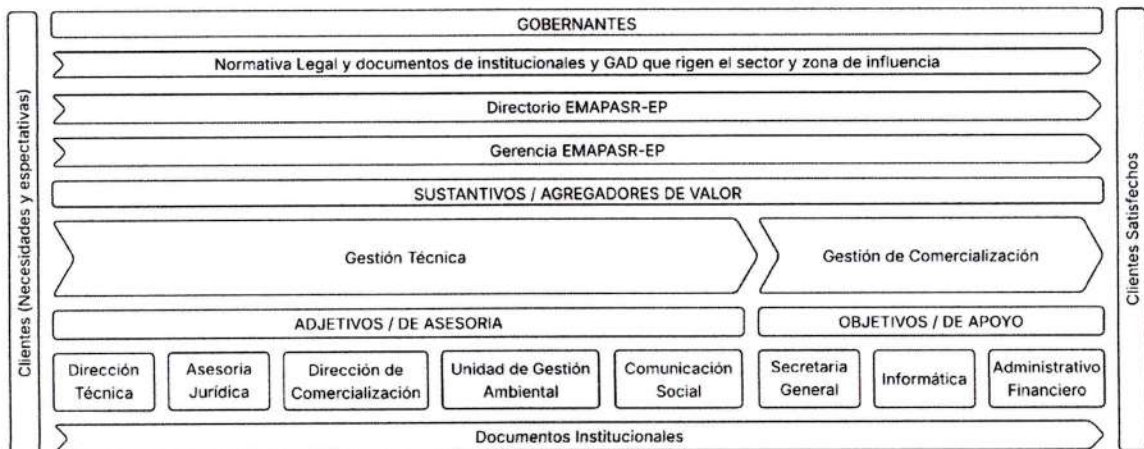 Clientes (Necesidades y espectativas)
GOBERNANTES
Normativa Legal y documentos de institucionales y GAD que rigen el sector y zona de influencia
Directorio EMAPASR-EP
Gerencia EMAPASR-EP
SUSTANTIVOS / AGREGADORES DE VALOR
Gestión Técnica
Gestión de Comercialización
ADJETIVOS / DE ASESORIA
OBJETIVOS / DE APOYO
Dirección
Técnica
Asesoria
Jurídica
Dirección de
Comercialización
Unidad de Gestión
Ambiental
Comunicación
Social
Secretaria
General
Informática
Administrativo
Financiero
Documentos Institucionales
Clientes Satisfechos